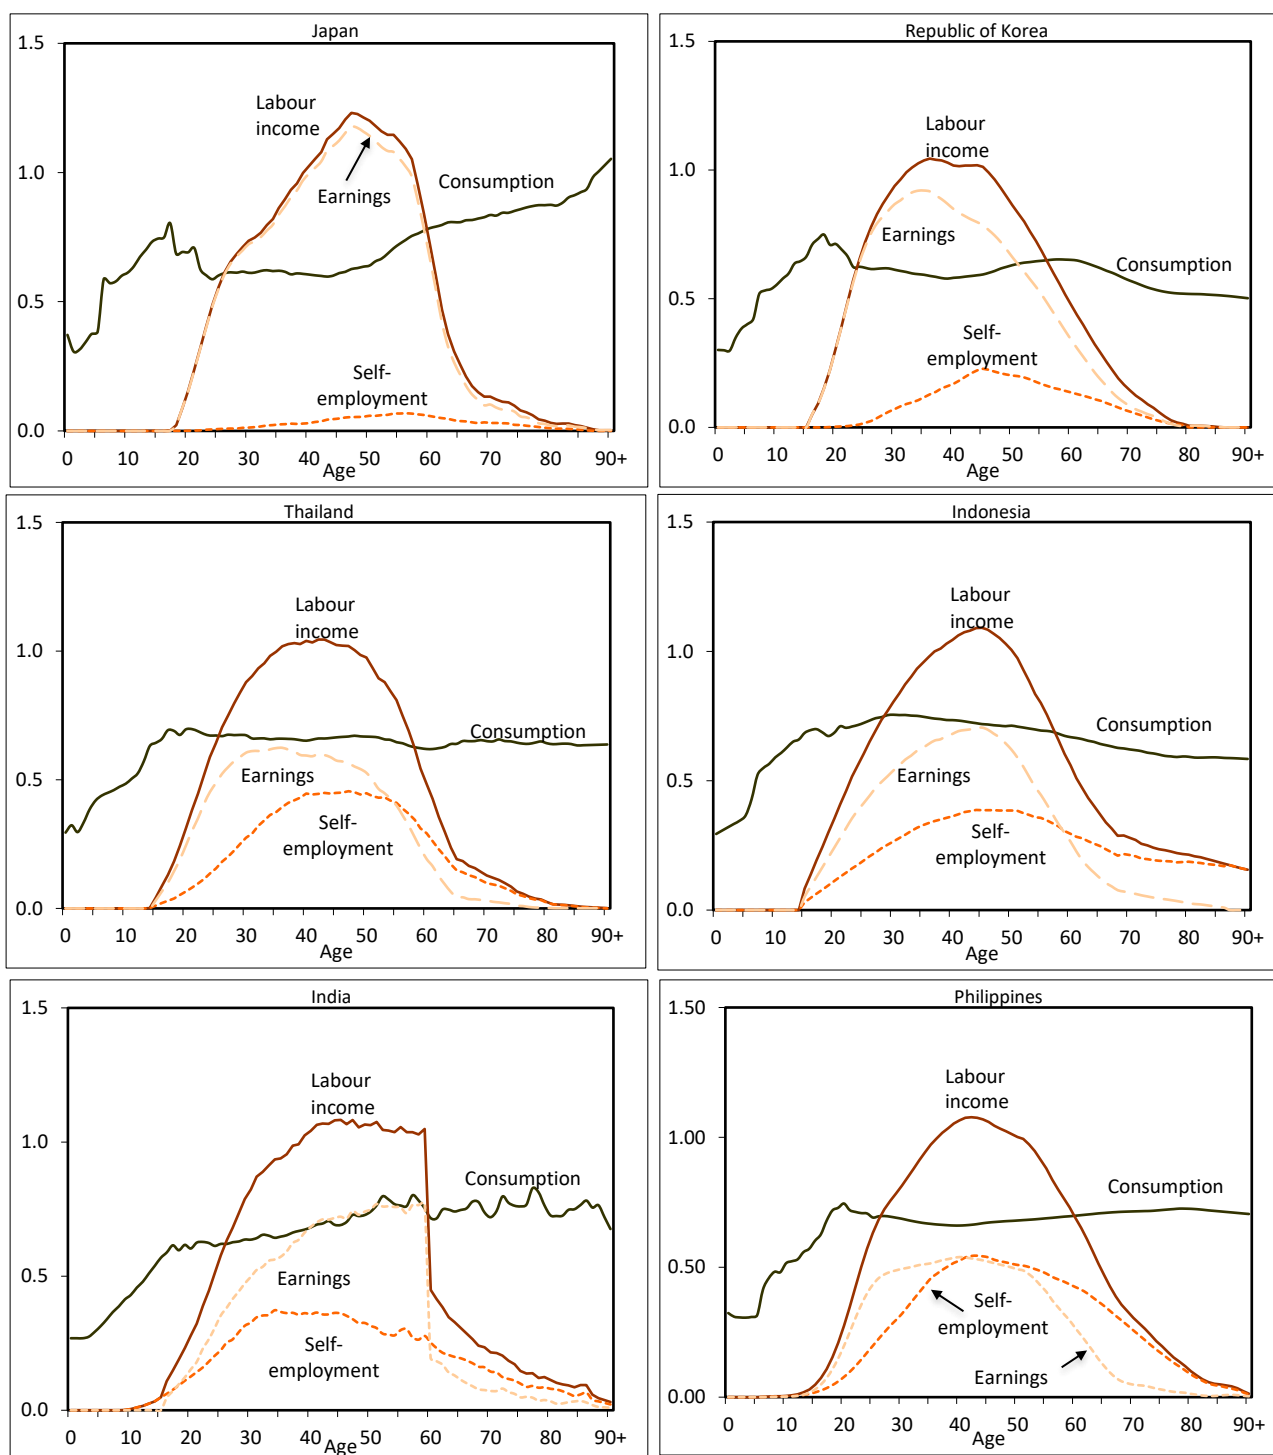 Japan
1.5
1.0
0.5
0.0
Labour
income
Earnings
Consumption
Self-
employment
0 10 20 30 40 50 60 70 80 90+
Age
Republic of Korea
1.5
1.0
0.5
0.0
Labour
income
Earnings
Consumption
Self-
employment
0 10 20 30 40 50 60 70 80 90+
Age
Thailand
1.5
1.0
0.5
0.0
Labour
income
Consumption
Earnings
Self-
employment
0 10 20 30 40 50 60 70 80 90+
Age
Indonesia
1.5
1.0
0.5
0.0
Labour
income
Consumption
Earnings
Self-
employment
0 10 20 30 40 50 60 70 80 90+
Age
India
1.5
1.0
0.5
0.0
Labour
income
Consumption
Earnings
Self-
employment
0 10 20 30 40 50 60 70 80 90+
Age
Philippines
1.50
1.00
0.50
0.00
Labour
income
Consumption
Self-
employment
Earnings
0 10 20 30 40 50 60 70 80 90+
Age